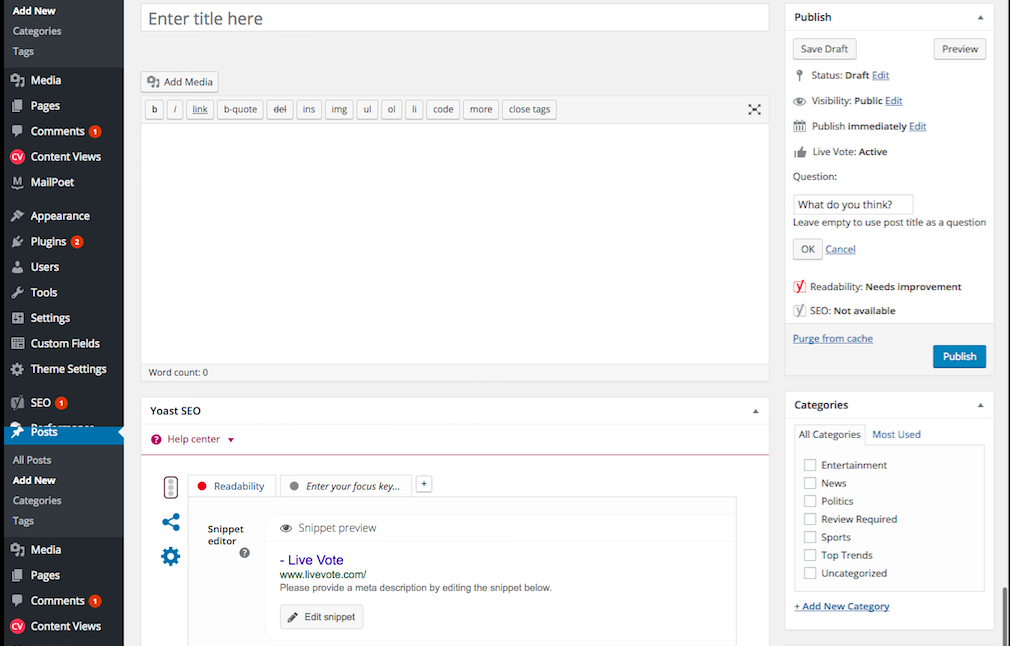 Add New
Categories
Tags
Media
Pages
Comments 1
CV Content Views
M MailPoet
Appearance
Plugins 2
Users
Tools
Settings
Custom Fields
Theme Settings
SEO 1
Performance
Posts
All Posts
Add New
Categories
Tags
Media
Pages
Comments 1
CV Content Views
Enter title here
Add Media
b i link b-quote del ins img ul ol li code more close tags
Word count: 0
Yoast SEO
? Help center
Readability Enter your focus key... +
Snippet
editor
?
Snippet preview
- Live Vote
www.livevote.com/
Please provide a meta description by editing the snippet below.
Edit snippet
Publish
Save Draft Preview
Status: Draft Edit
Visibility: Public Edit
Publish immediately Edit
Live Vote: Active
Question:
What do you think?
Leave empty to use post title as a question
OK Cancel
Readability: Needs improvement
SEO: Not available
Purge from cache
Publish
Categories
All Categories Most Used
Entertainment
News
Politics
Review Required
Sports
Top Trends
Uncategorized
+ Add New Category